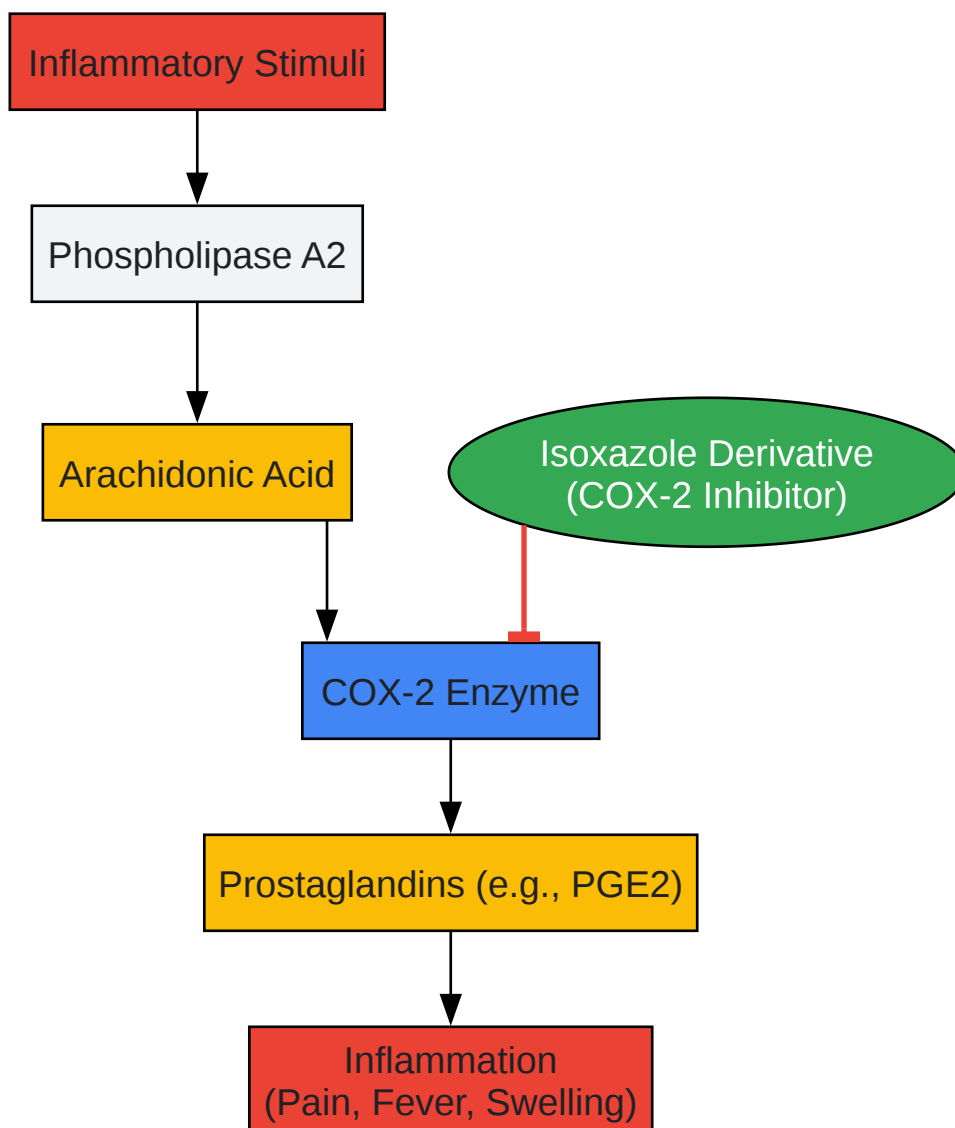 Inflammatory Stimuli
Phospholipase A2
Arachidonic Acid
Isoxazole Derivative
(COX-2 Inhibitor)
COX-2 Enzyme
Prostaglandins (e.g., PGE2)
Inflammation
(Pain, Fever, Swelling)